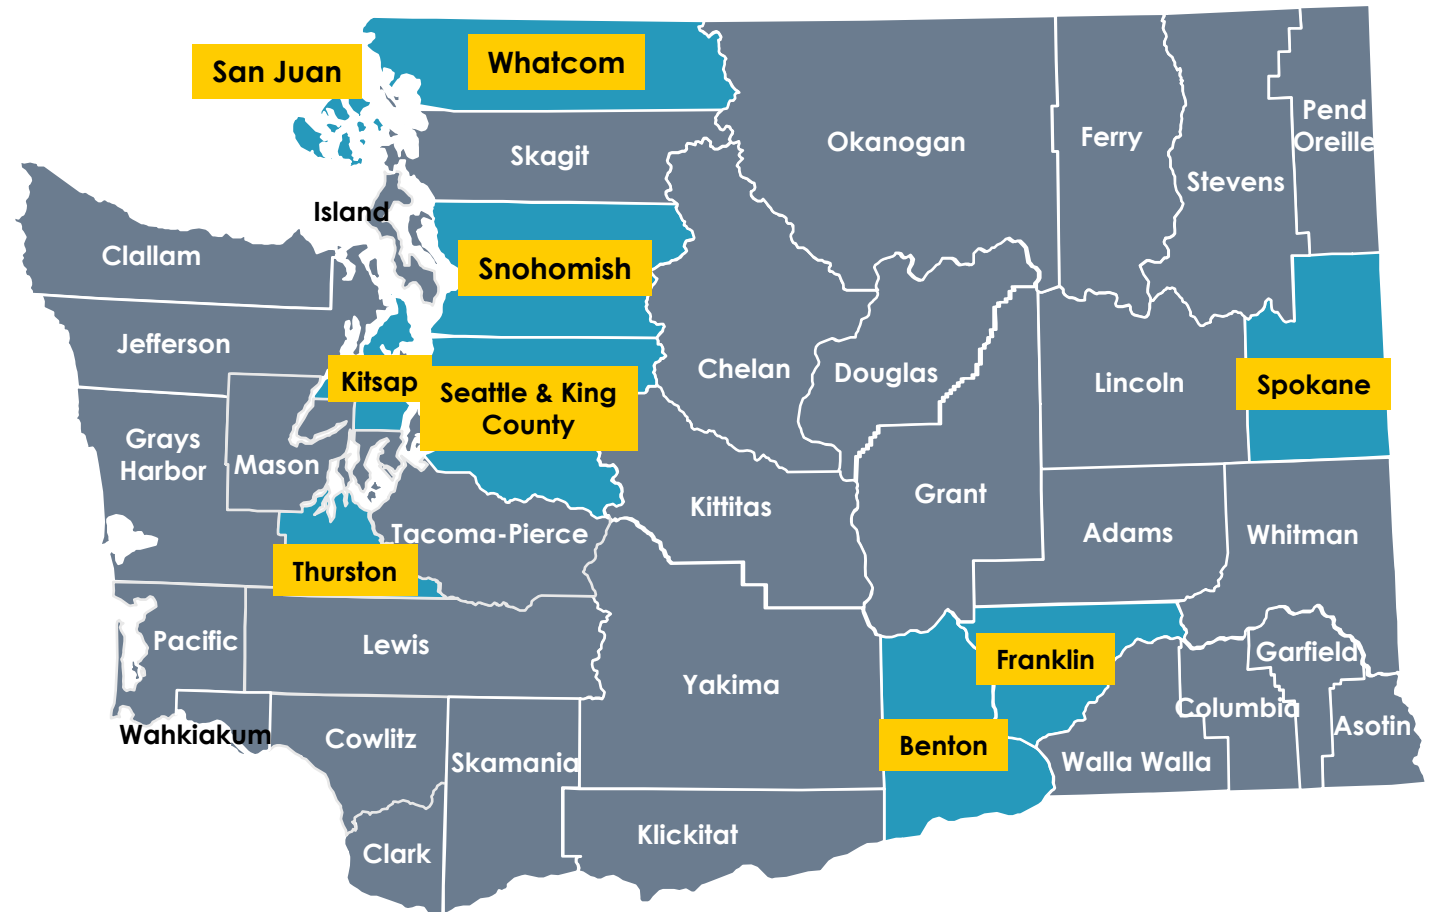 San Juan
Whatcom
Okanogan
Ferry
Pend
Oreille
Skagit
Stevens
Island
Clallam
Snohomish
Jefferson
Chelan
Douglas
Lincoln
Kitsap
Seattle & King
County
Spokane
Grays
Harbor
Mason
Grant
Kittitas
Tacoma-Pierce
Adams
Whitman
Thurston
Pacific
Lewis
Franklin
Garfield
Yakima
Columbia
Wahkiakum
Cowlitz
Asotin
Benton
Skamania
Walla Walla
Klickitat
Clark